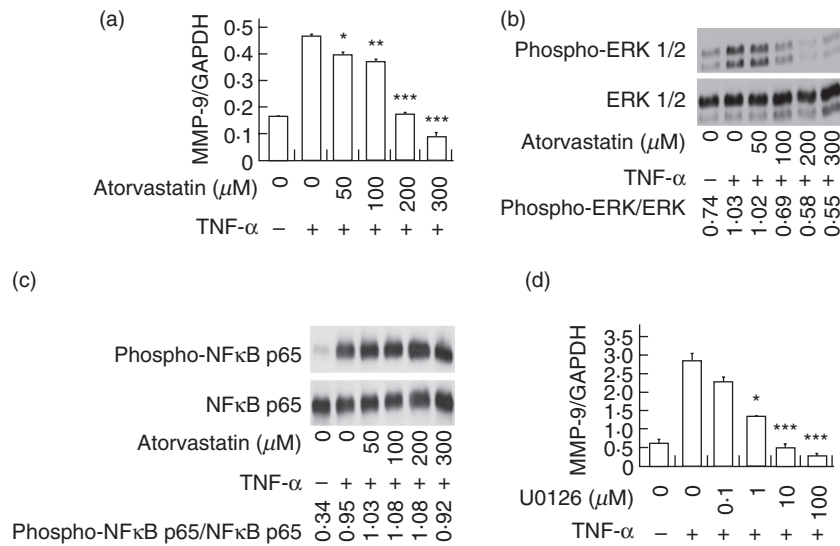 (a)
MMP-9/GAPDH
0·5
0·4
0·3
0·2
0·1
0
* ** *** ***
Atorvastatin (μM) 0 0 50 100 200 300
TNF-α – + + + + +
(b)
Phospho-ERK 1/2
ERK 1/2
Atorvastatin (μM) 0 0 50 100 200 300
TNF-α – + + + + +
Phospho-ERK/ERK 0·74 1·03 1·02 0·69 0·58 0·55
(c)
Phospho-NFκB p65
NFκB p65
Atorvastatin (μM) 0 0 50 100 200 300
TNF-α – + + + + +
Phospho-NFκB p65/NFκB p65 0·34 0·95 1·03 1·08 1·08 0·92
(d)
MMP-9/GAPDH
3·5
3·0
2·5
2·0
1·5
1·0
0·5
* *** ***
U0126 (μM) 0 0 0·1 1 10 100
TNF-α – + + + + +